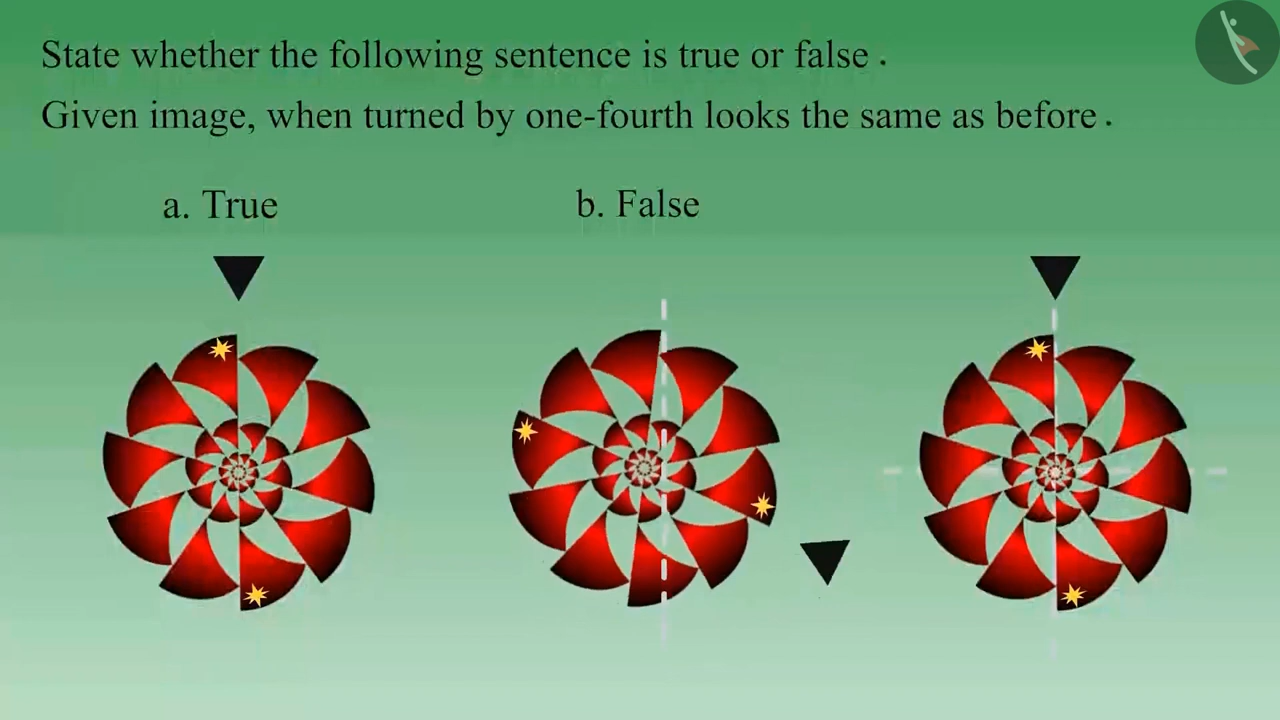 State whether the following sentence is true or false.
Given image, when turned by one-fourth looks the same as before.
a. True b. False